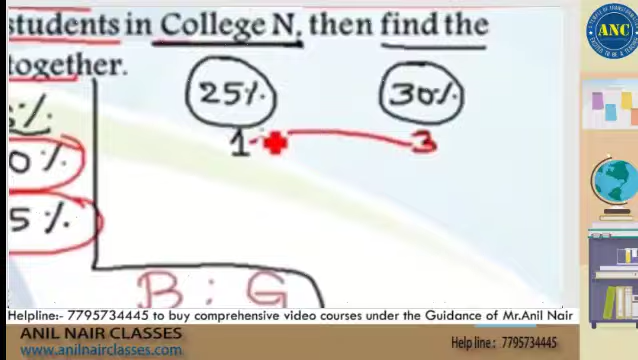 students in College N, then find the
together.
25%. 30%.
%.
1 3
0%.
5%.
B : G
Helpline:- 7795734445 to buy comprehensive video courses under the Guidance of Mr.Anil Nair
ANIL NAIR CLASSES
www.anilnairclasses.com
Help line : 7795734445
ANC